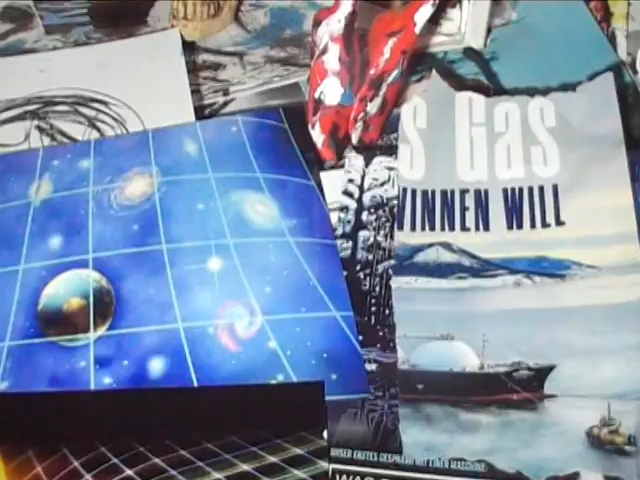 s Gas
WINNEN WILL
UNSER ERSTES GESPRÄCH MIT EINER MASCHINE